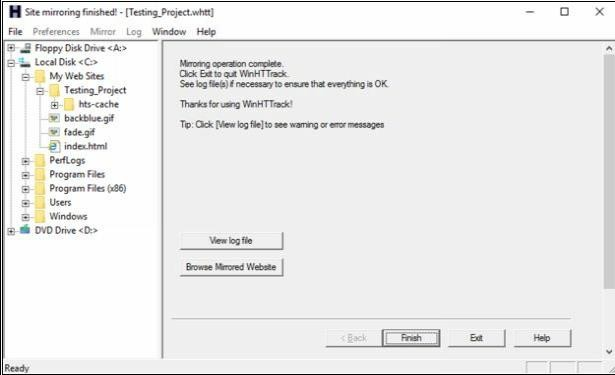 Site mirroring finished! - [Testing_Project.whtt]
File Preferences Mirror Log Window Help
Floppy Disk Drive <A:>
Local Disk <C:>
My Web Sites
Testing_Project
hts-cache
backblue.gif
fade.gif
index.html
PerfLogs
Program Files
Program Files (x86)
Users
Windows
DVD Drive <D:>
Mirroring operation complete.
Click Exit to quit WinHTTrack.
See log file(s) if necessary to ensure that everything is OK.
Thanks for using WinHTTrack!
Tip: Click [View log file] to see warning or error messages
View log file
Browse Mirrored Website
< Back Finish Exit Help
Ready